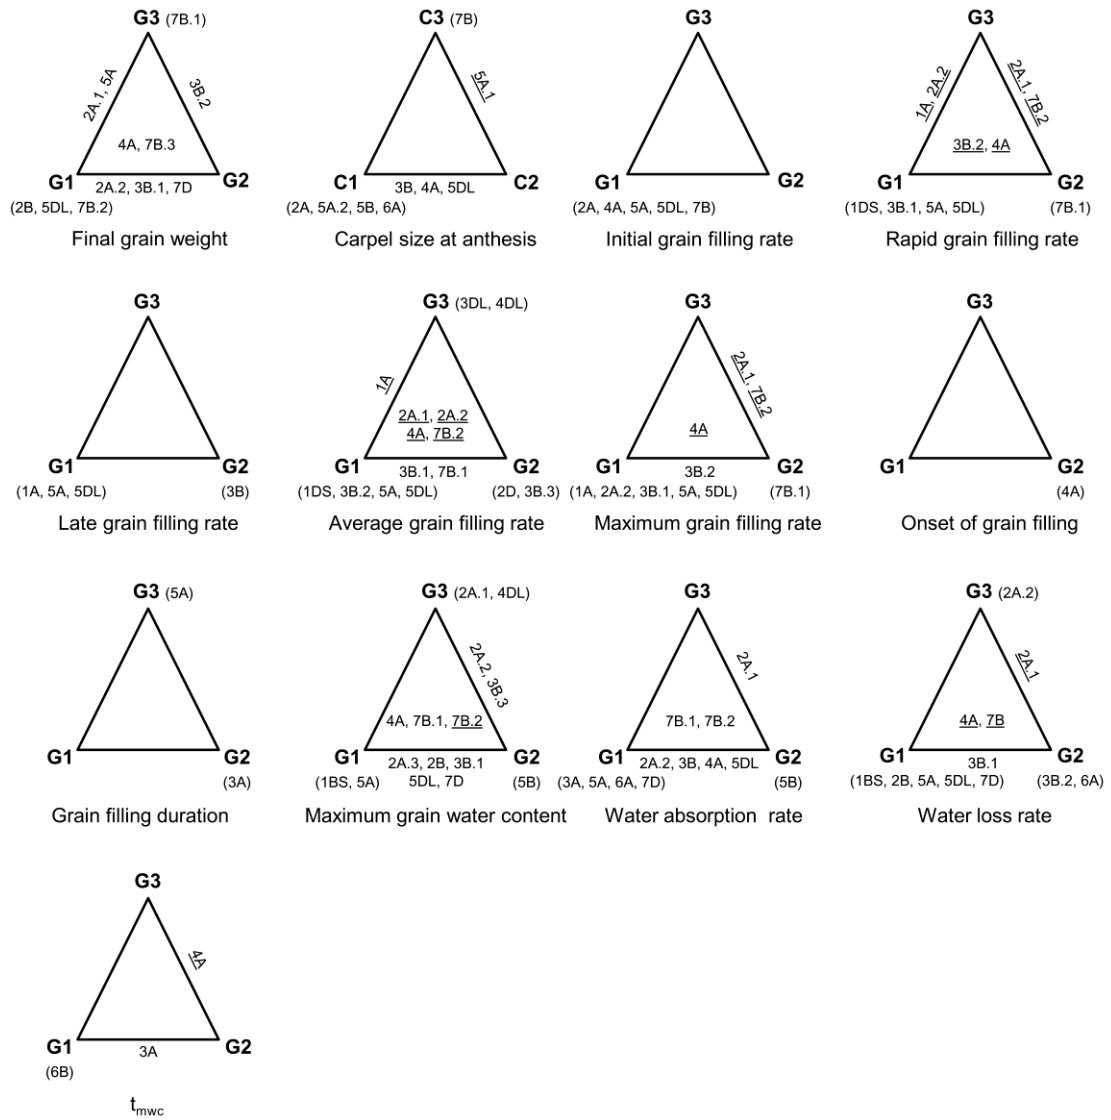 G3 (7B.1)
2A.1, 5A
3B.2
4A, 7B.3
G1
2A.2, 3B.1, 7D
G2
(2B, 5DL, 7B.2)
Final grain weight
C3 (7B)
5A.1
C1
3B, 4A, 5DL
C2
(2A, 5A.2, 5B, 6A)
Carpel size at anthesis
G3
G1
G2
(2A, 4A, 5A, 5DL, 7B)
Initial grain filling rate
G3
1A, 2A.2
2A.1, 7B.2
3B.2, 4A
G1
G2
(1DS, 3B.1, 5A, 5DL)
(7B.1)
Rapid grain filling rate
G3
G1
G2
(1A, 5A, 5DL)
(3B)
Late grain filling rate
G3 (3DL, 4DL)
1A
2A.1, 2A.2
4A, 7B.2
G1
3B.1, 7B.1
G2
(1DS, 3B.2, 5A, 5DL)
(2D, 3B.3)
Average grain filling rate
G3
2A.1, 7B.2
4A
G1
3B.2
G2
(1A, 2A.2, 3B.1, 5A, 5DL)
(7B.1)
Maximum grain filling rate
G3
G1
G2
(4A)
Onset of grain filling
G3 (5A)
G1
G2
(3A)
Grain filling duration
G3 (2A.1, 4DL)
2A.2, 3B.3
4A, 7B.1, 7B.2
G1
2A.3, 2B, 3B.1
5DL, 7D
G2
(1BS, 5A)
(5B)
Maximum grain water content
G3
2A.1
7B.1, 7B.2
G1
2A.2, 3B, 4A, 5DL
G2
(3A, 5A, 6A, 7D)
(5B)
Water absorption rate
G3 (2A.2)
2A.1
4A, 7B
G1
3B.1
G2
(1BS, 2B, 5A, 5DL, 7D)
(3B.2, 6A)
Water loss rate
G3
4A
G1
3A
G2
(6B)
tmwc